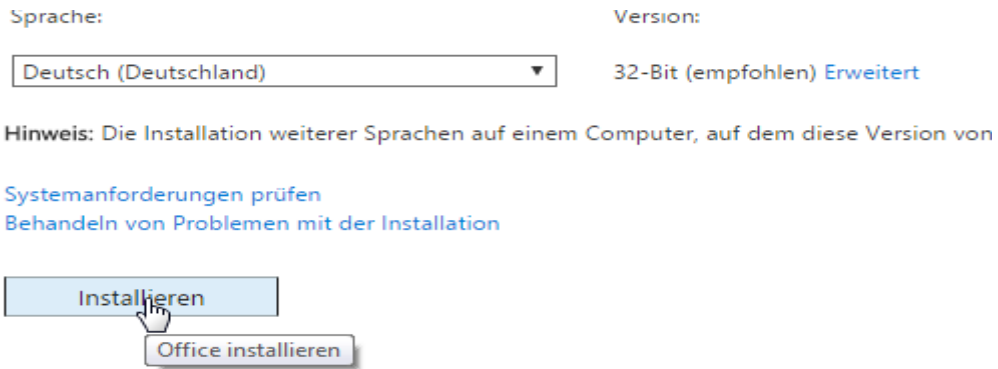 Sprache: Version:
Deutsch (Deutschland) 32-Bit (empfohlen) Erweitert
Hinweis: Die Installation weiterer Sprachen auf einem Computer, auf dem diese Version von
Systemanforderungen prüfen
Behandeln von Problemen mit der Installation
Installieren
Office installieren